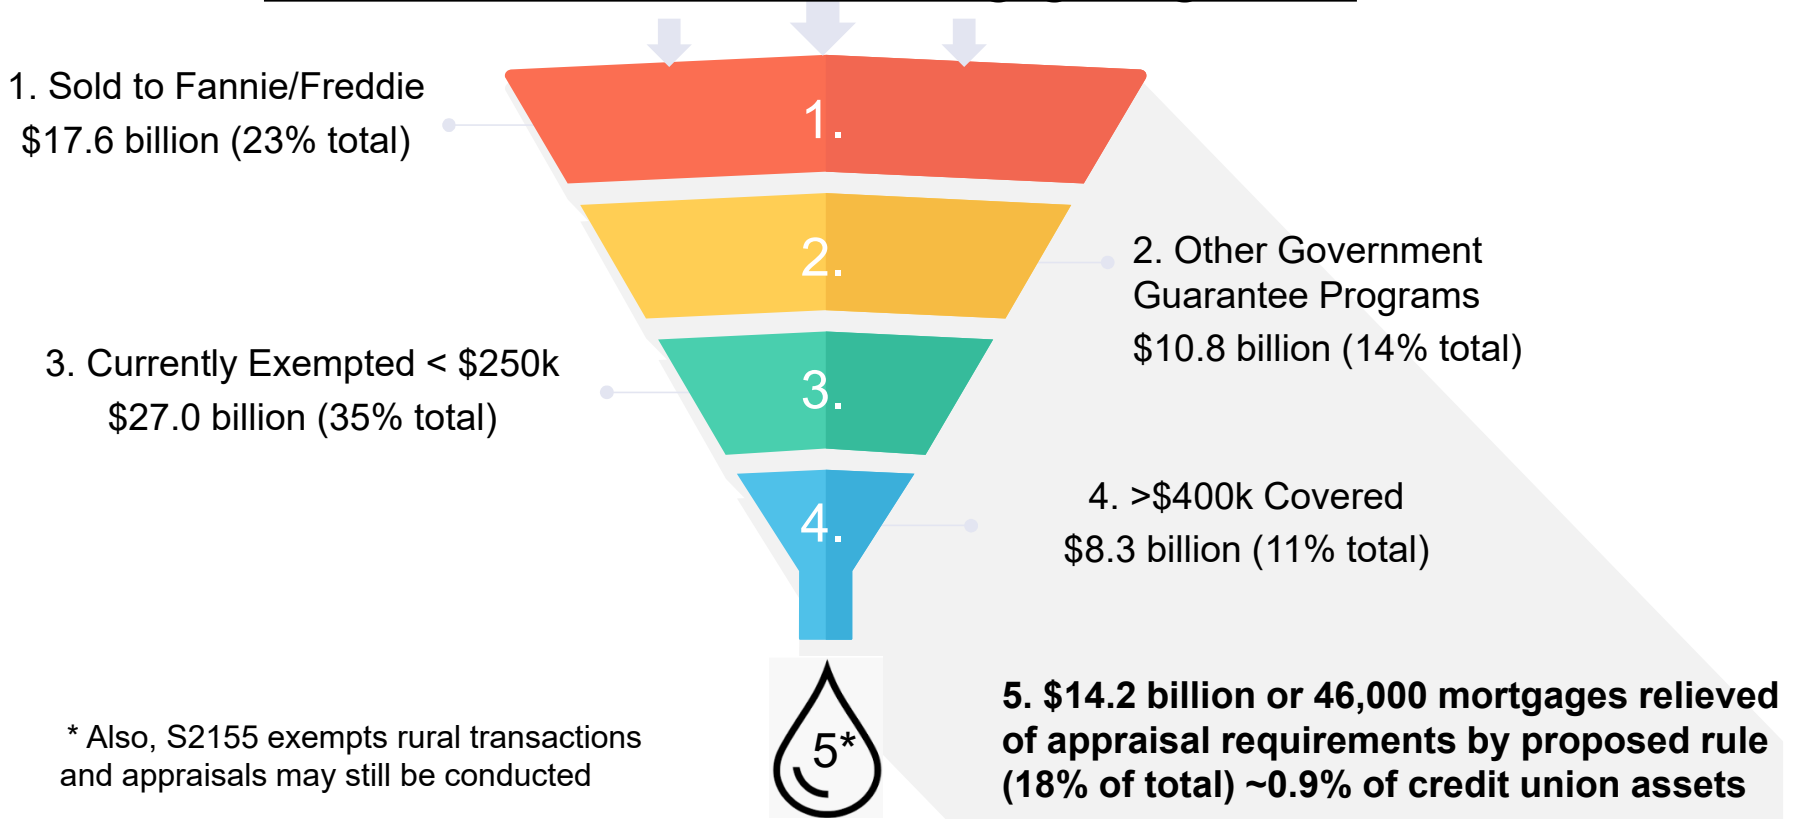 1. Sold to Fannie/Freddie
$17.6 billion (23% total)
1.
2.
2. Other Government
Guarantee Programs
$10.8 billion (14% total)
3. Currently Exempted < $250k
$27.0 billion (35% total)
3.
4.
4. >$400k Covered
$8.3 billion (11% total)
5*
5. $14.2 billion or 46,000 mortgages relieved
of appraisal requirements by proposed rule
(18% of total) ~0.9% of credit union assets
* Also, S2155 exempts rural transactions
and appraisals may still be conducted